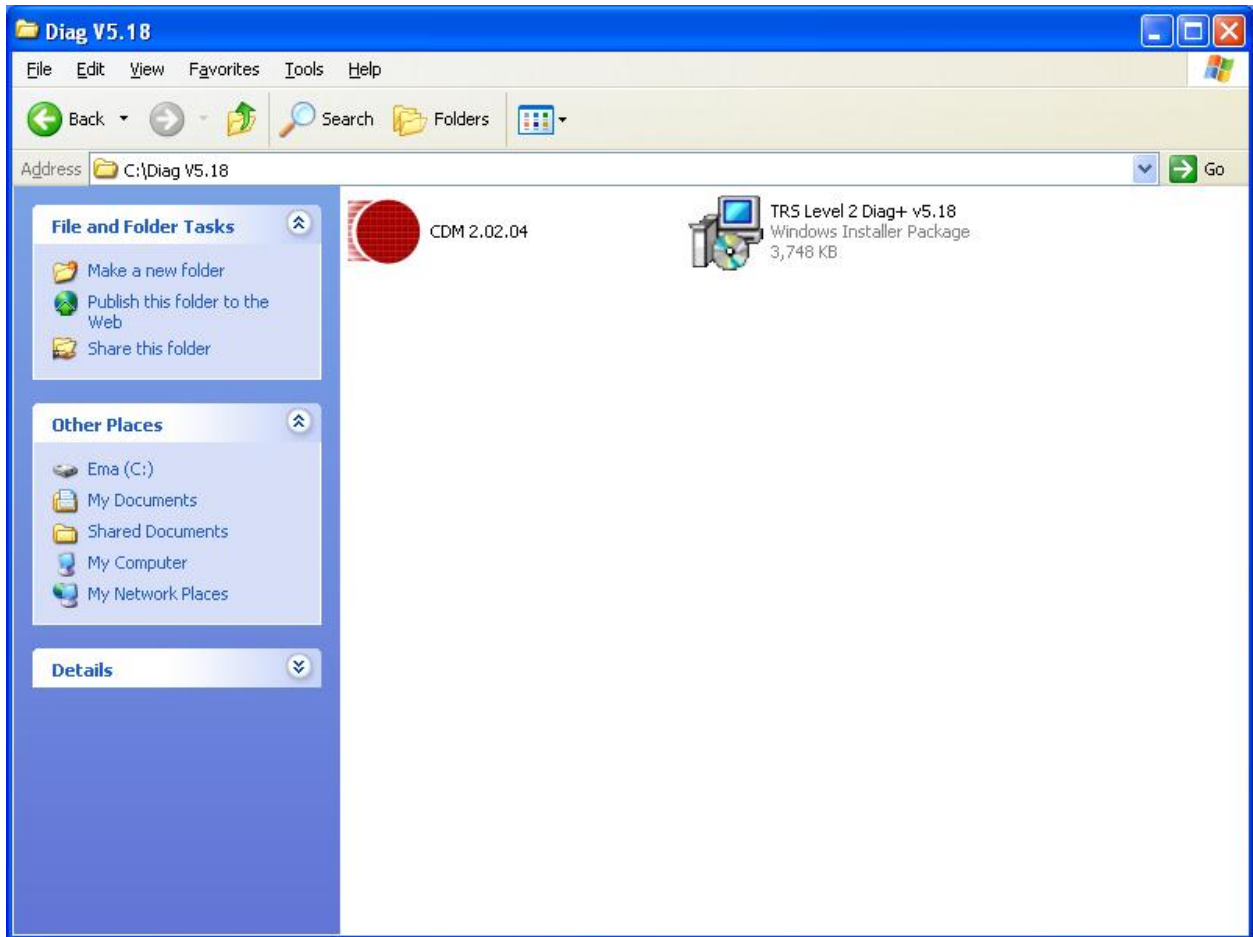 Diag V5.18
File Edit View Favorites Tools Help
Back Search Folders
Address C:\Diag V5.18 Go
File and Folder Tasks
Make a new folder
Publish this folder to the
Web
Share this folder
Other Places
Ema (C:)
My Documents
Shared Documents
My Computer
My Network Places
Details
CDM 2.02.04
TRS Level 2 Diag+ v5.18
Windows Installer Package
3,748 KB